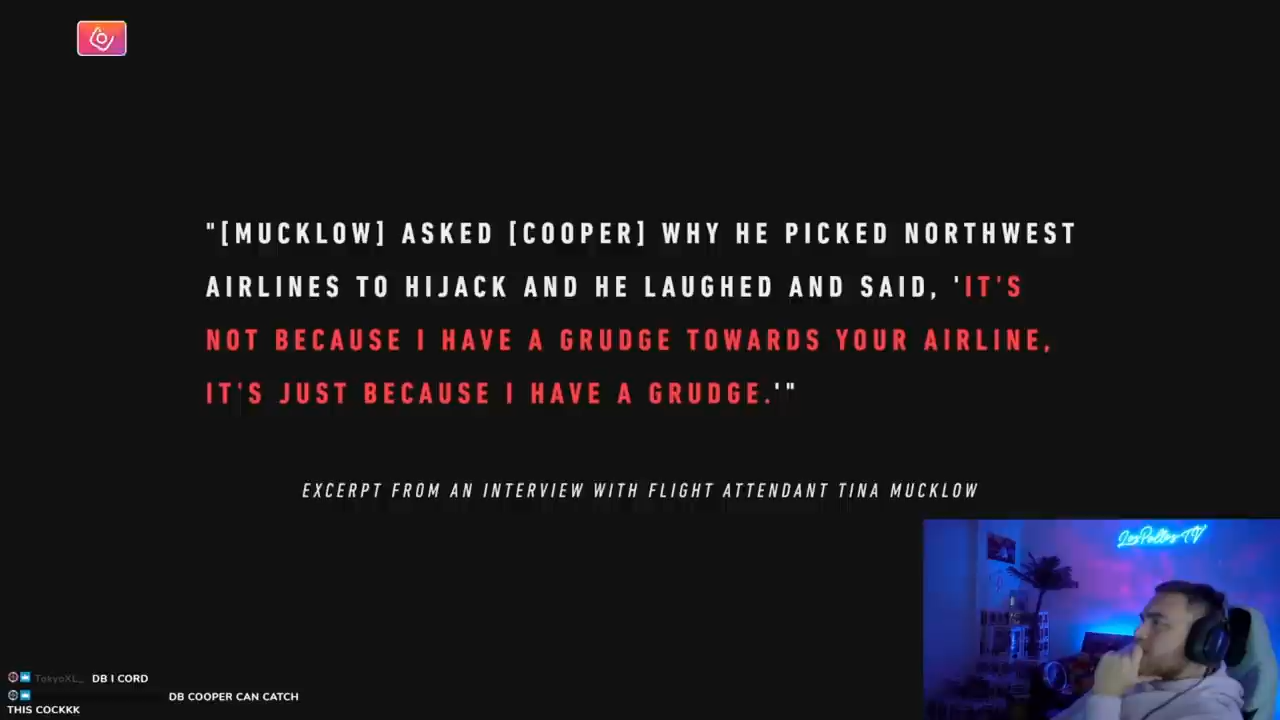 "[MUCKLOW] ASKED [COOPER] WHY HE PICKED NORTHWEST
AIRLINES TO HIJACK AND HE LAUGHED AND SAID, 'IT'S
NOT BECAUSE I HAVE A GRUDGE TOWARDS YOUR AIRLINE,
IT'S JUST BECAUSE I HAVE A GRUDGE.'"
EXCERPT FROM AN INTERVIEW WITH FLIGHT ATTENDANT TINA MUCKLOW
LosPollosTV
TokyoXL_ DB I CORD
DB COOPER CAN CATCH
THIS COCKKK